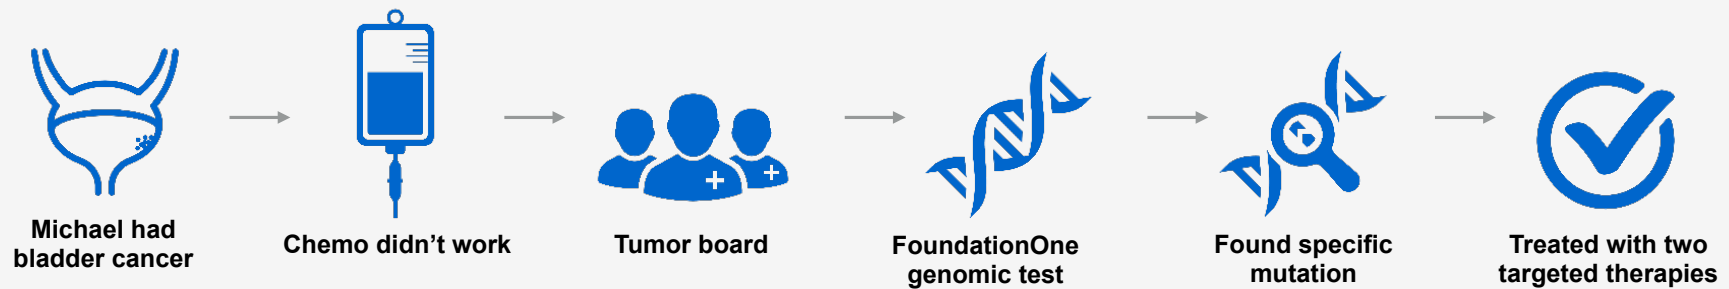 Michael had
bladder cancer
Chemo didn’t work
Tumor board
FoundationOne
genomic test
Found specific
mutation
Treated with two
targeted therapies